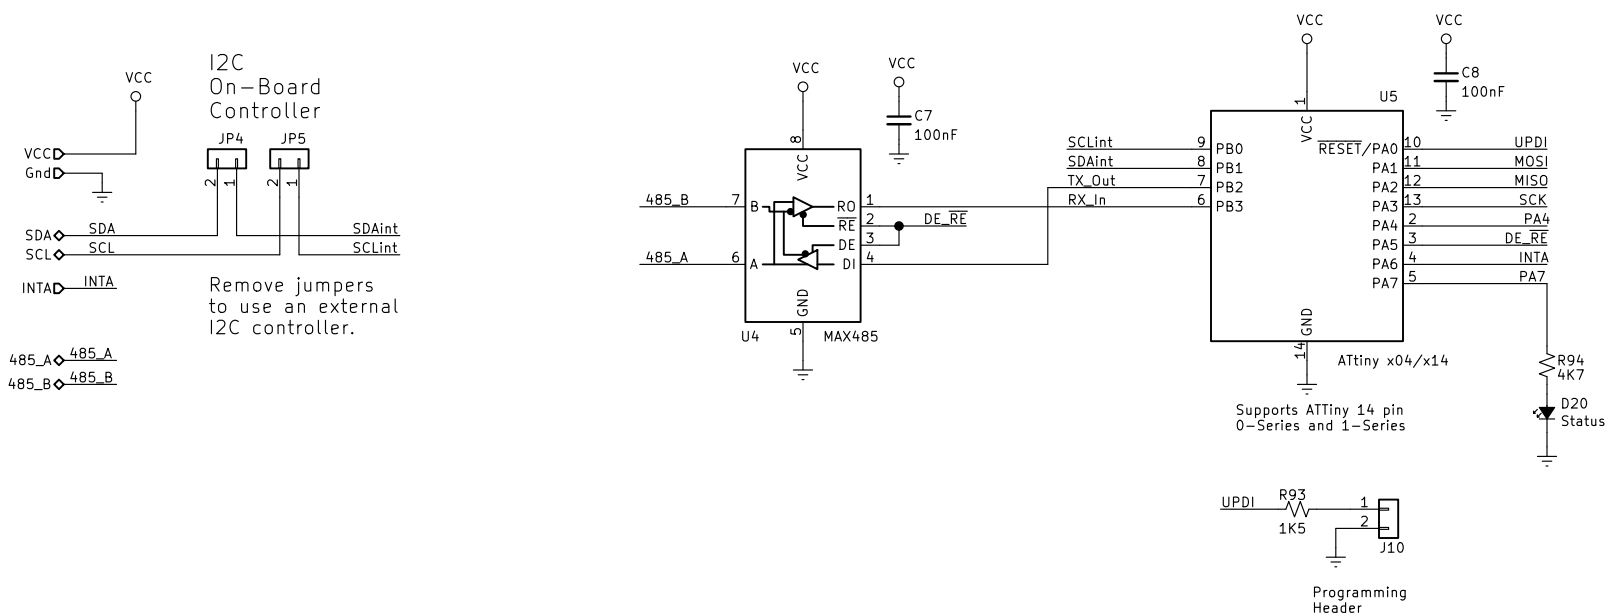 I2C
On-Board
Controller
VCC
JP4
JP5
VCC
Gnd
2
1
2
1
SDA
SDA
SDAint
SCL
SCL
SCLint
INTA
INTA
Remove jumpers
to use an external
I2C controller.
485_A
485_A
485_B
485_B
VCC
VCC
C7
100nF
8
VCC
485_B
7
B
RO
1
RE
2
DE_RE
DE
3
485_A
6
A
DI
4
GND
5
U4
MAX485
VCC
VCC
C8
100nF
U5
1
VCC
SCLint
9
PB0
RESET/PA0
10
UPDI
SDAint
8
PB1
PA1
11
MOSI
TX_Out
7
PB2
PA2
12
MISO
RX_In
6
PB3
PA3
13
SCK
PA4
2
PA4
PA5
3
DE_RE
PA6
4
INTA
PA7
5
PA7
GND
14
ATtiny x04/x14
R94
4K7
D20
Status
Supports ATTiny 14 pin
0-Series and 1-Series
UPDI
R93
1K5
1
2
J10
Programming
Header